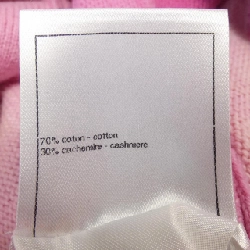 70% coton - cotton
30% cachemire - cashmere